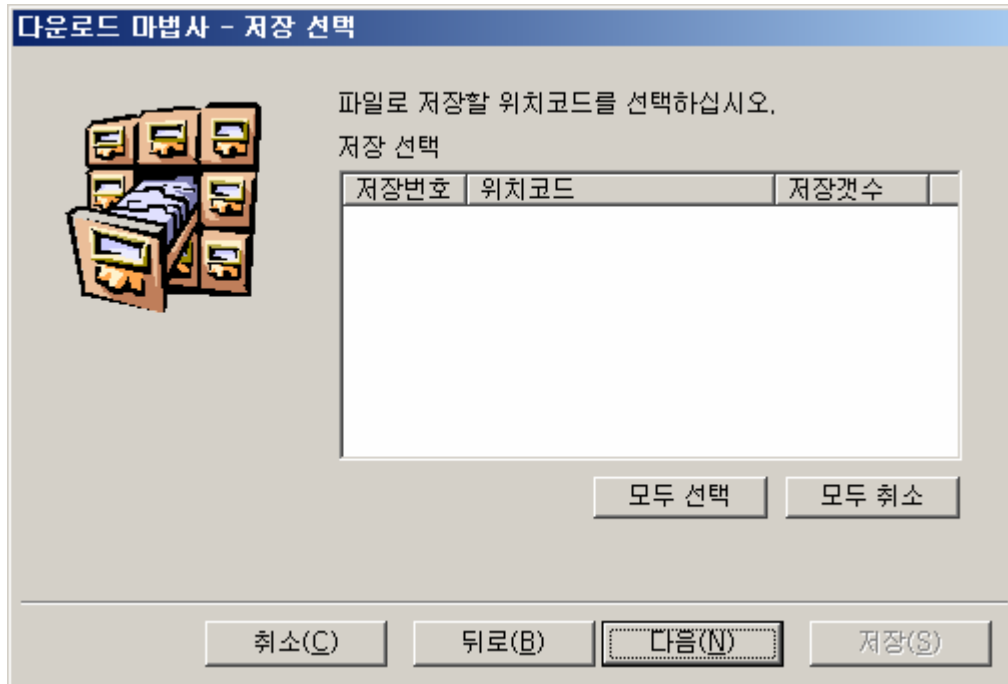 다운로드 마법사 - 저장 선택
파일로 저장할 위치코드를 선택하십시오.
저장 선택
저장번호 위치코드 저장갯수
모두 선택 모두 취소
취소(C) 뒤로(B) 다음(N) 저장(S)